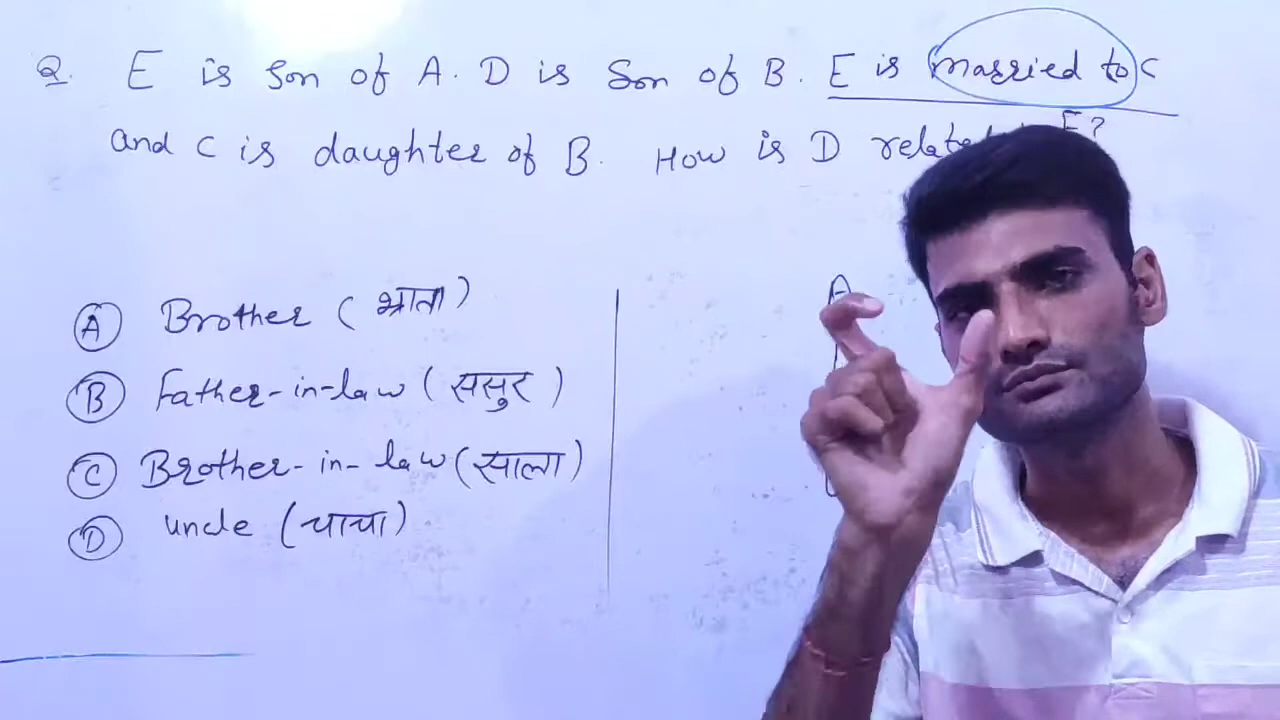 Q. E is son of A. D is son of B. E is married to C
and C is daughter of B. How is D related E?
A Brother (भ्राता)
B Father-in-law (ससुर)
C Brother-in-law (साला)
D uncle (चाचा)
A